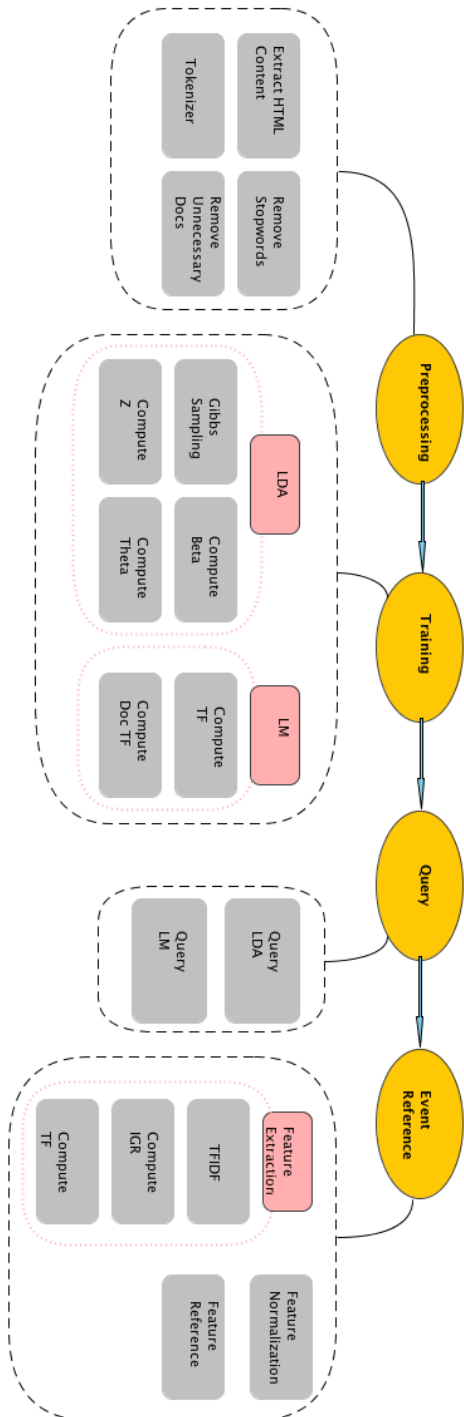 Preprocessing
Training
Query
Event
Reference
Extract HTML
Content
Remove
Stopwords
Tokenizer
Remove
Unnecessary
Docs
LDA
Gibbs
Sampling
Compute
Beta
Compute
Z
Compute
Theta
LM
Compute
TF
Compute
Doc TF
Query
LDA
Query
LM
Feature
Extraction
TFIDF
Compute
IGR
Compute
TF
Feature
Normalization
Feature
Reference